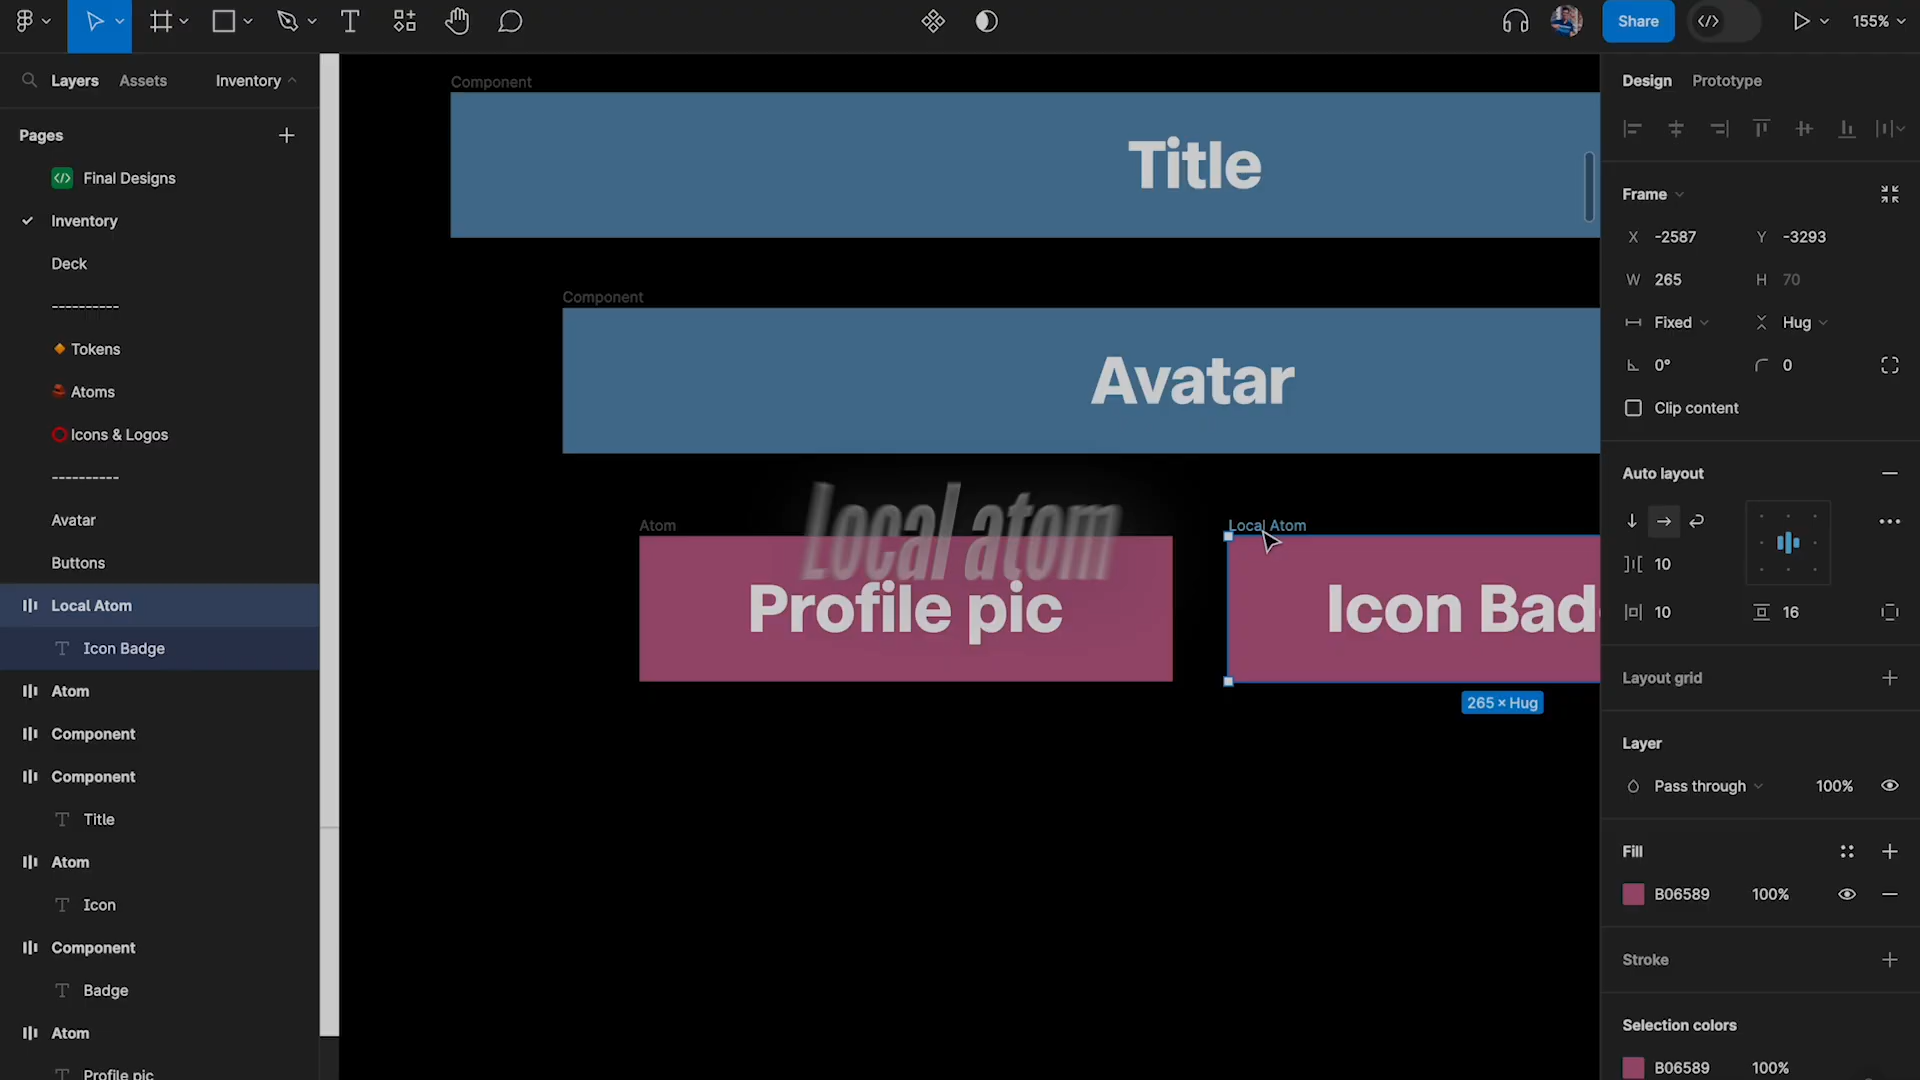 Share
155%
Layers
Assets
Inventory
Pages
Final Designs
Inventory
Deck
----------
Tokens
Atoms
Icons & Logos
----------
Avatar
Buttons
Local Atom
Icon Badge
Atom
Component
Component
Title
Atom
Icon
Component
Badge
Atom
Profile pic
Component
Title
Component
Avatar
Local atom
Atom
Profile pic
Local Atom
Icon Bad
265 × Hug
Design
Prototype
Frame
X -2587
Y -3293
W 265
H 70
Fixed
Hug
0°
0
Clip content
Auto layout
10
10
16
Layout grid
Layer
Pass through
100%
Fill
B06589
100%
Stroke
Selection colors
B06589
100%